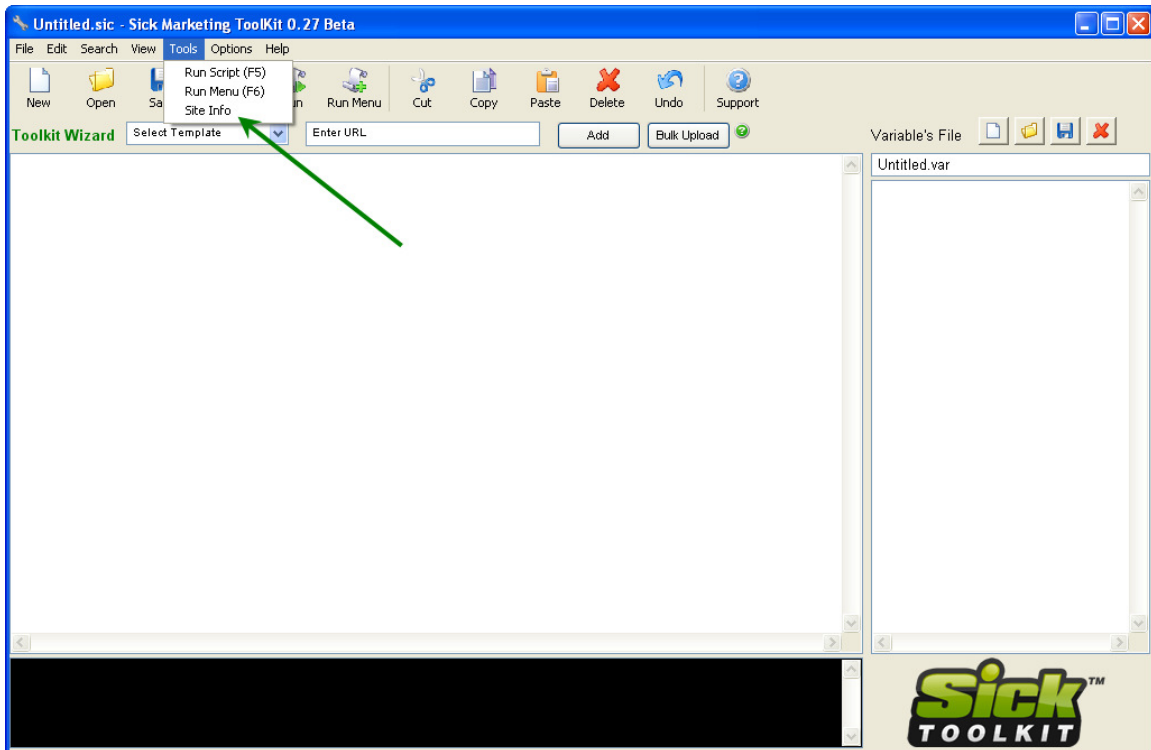 Untitled.sic - Sick Marketing ToolKit 0.27 Beta
File Edit Search View Tools Options Help
Run Script (F5)
Run Menu (F6)
Site Info
New Open Sa n Run Menu Cut Copy Paste Delete Undo Support
Toolkit Wizard Select Template Enter URL Add Bulk Upload Variable's File
Untitled.var
Sick TM
TOOLKIT